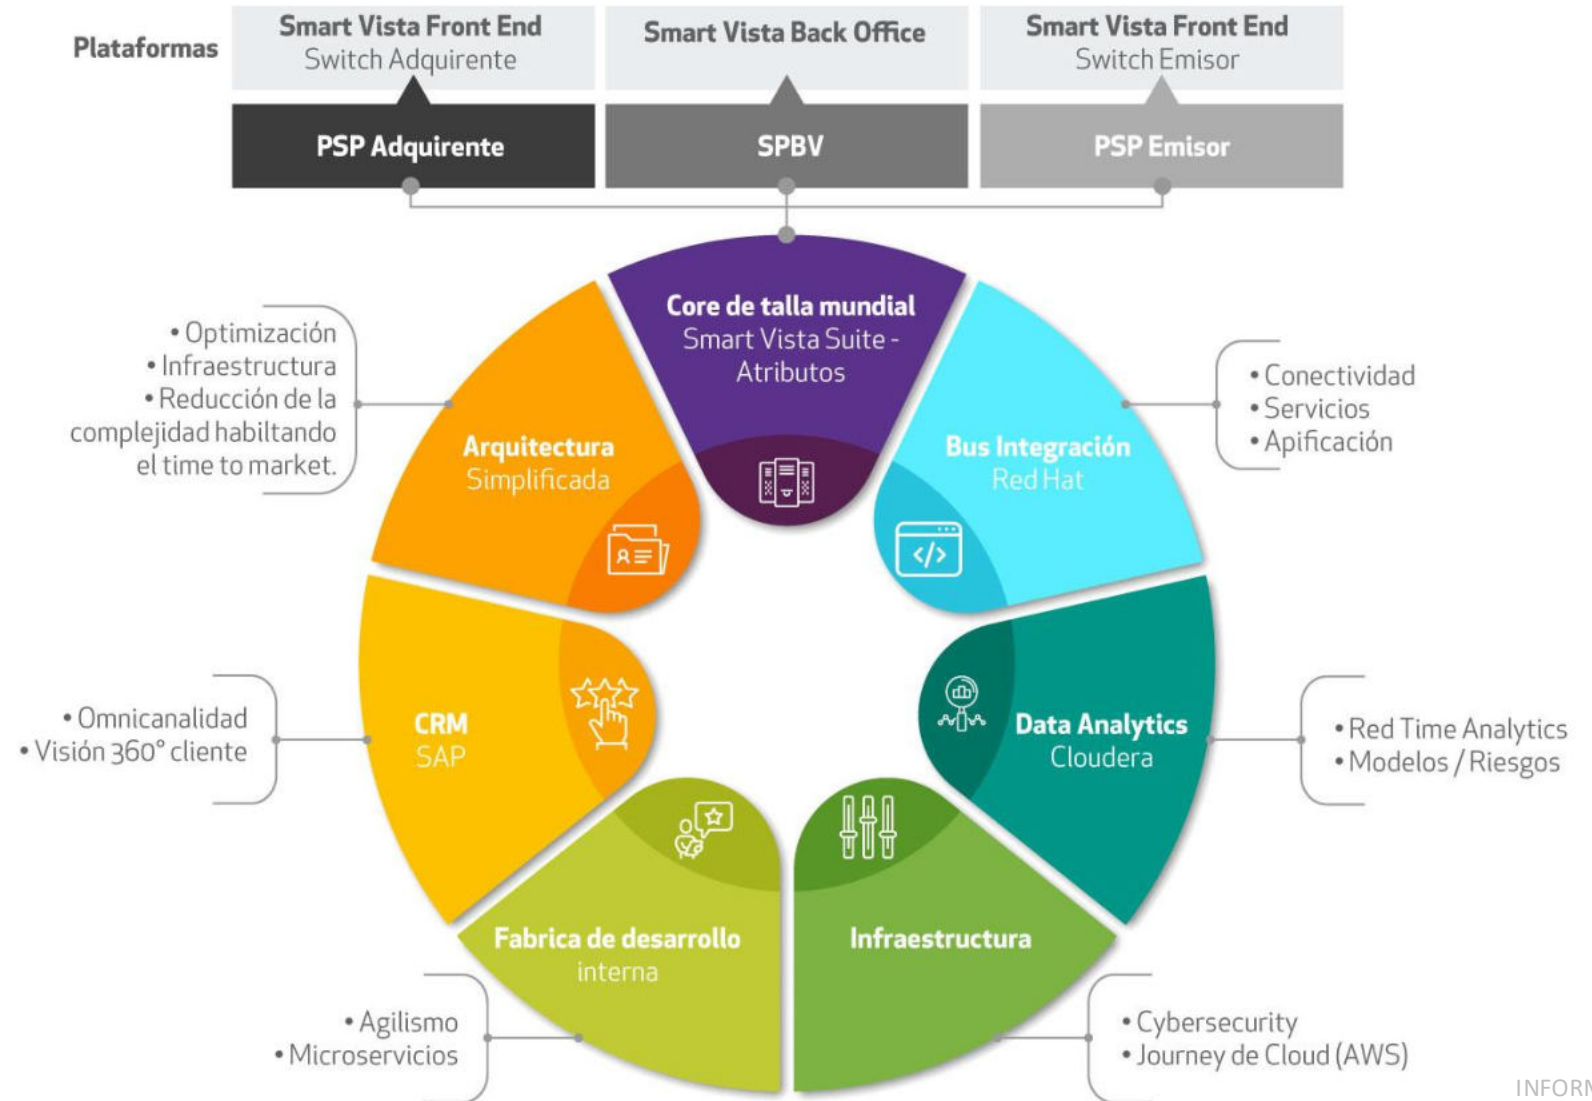 Plataformas
Smart Vista Front End
Switch Adquirente
Smart Vista Back Office
Smart Vista Front End
Switch Emisor
PSP Adquirente
SPBV
PSP Emisor
Core de talla mundial
Smart Vista Suite -
Atributos
• Optimización
• Infraestructura
• Reducción de la
complejidad habiltando
el time to market.
Arquitectura
Simplificada
Bus Integración
Red Hat
</>
• Conectividad
• Servicios
• Apificación
• Omnicanalidad
• Visión 360° cliente
CRM
SAP
Data Analytics
Cloudera
• Red Time Analytics
• Modelos / Riesgos
Fabrica de desarrollo
interna
Infraestructura
• Agilismo
• Microservicios
• Cybersecurity
• Journey de Cloud (AWS)